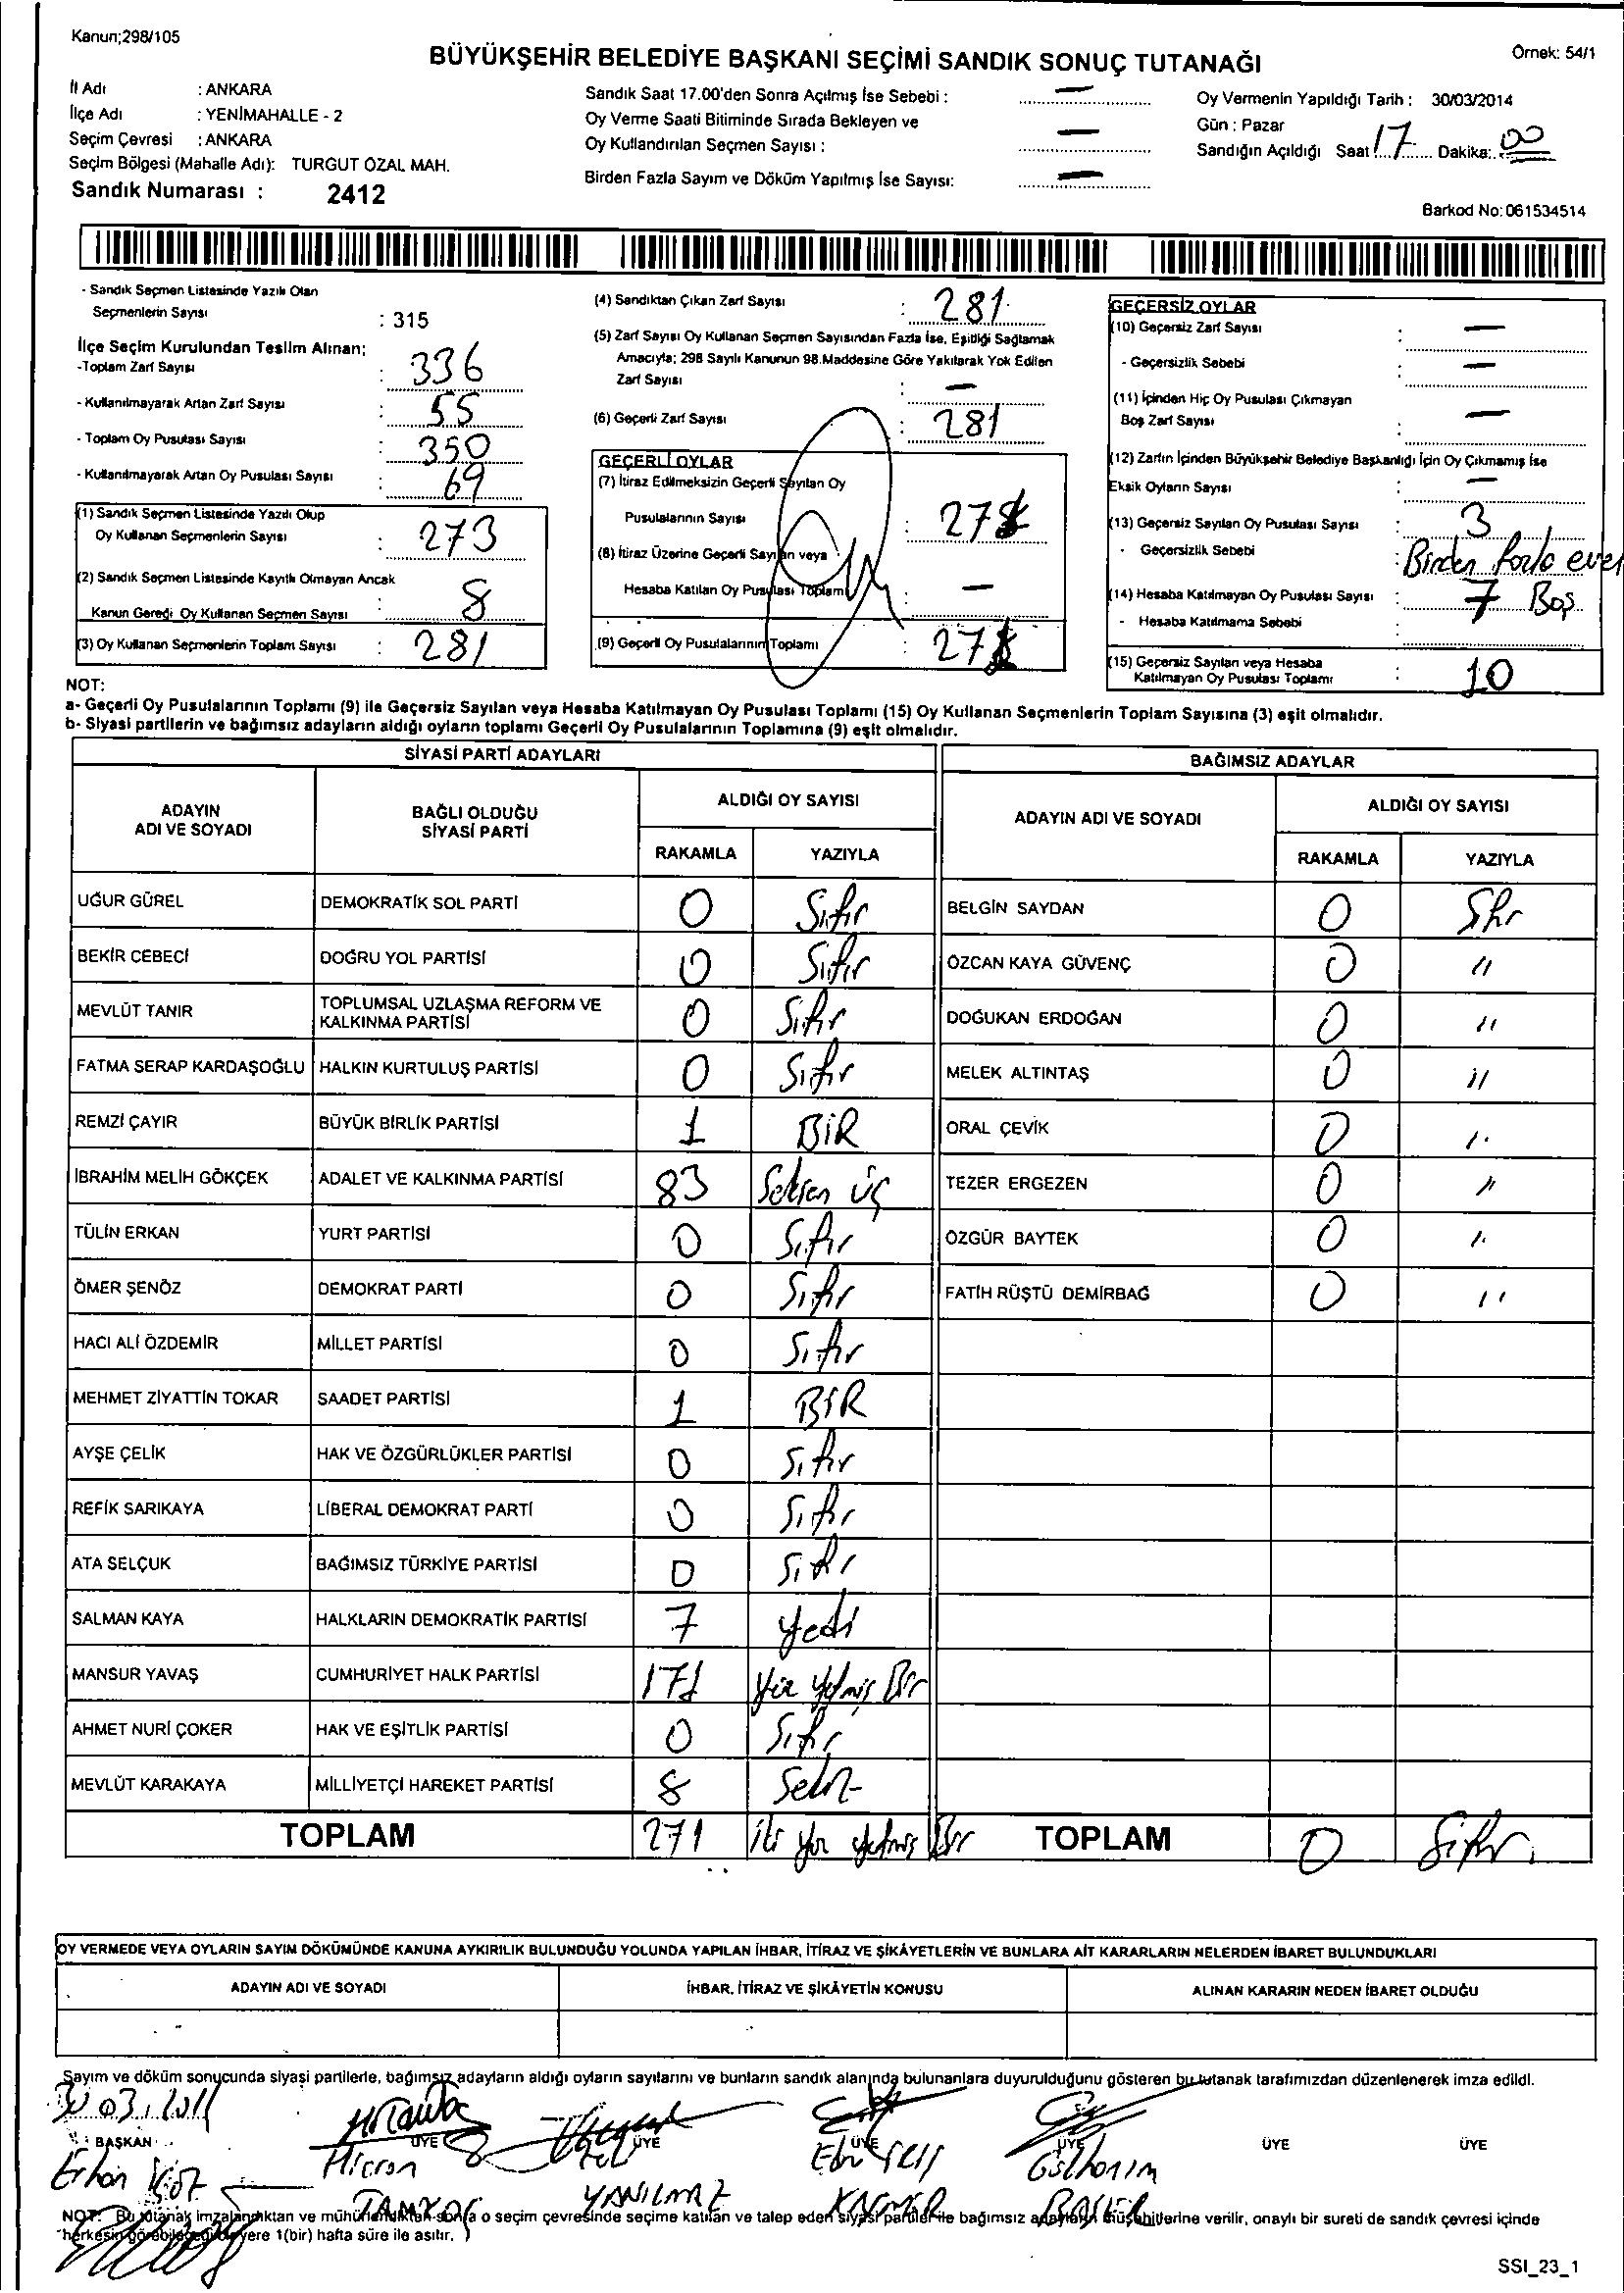 Kanun;298/105
BÜYÜKŞEHİR BELEDİYE BAŞKANI SEÇİMİ SANDIK SONUÇ TUTANAĞI
Örnek: 54/1
İl Adı : ANKARA
İlçe Adı : YENİMAHALLE - 2
Seçim Çevresi : ANKARA
Seçim Bölgesi (Mahalle Adı): TURGUT ÖZAL MAH.
Sandık Numarası : 2412
Sandık Saat 17.00'den Sonra Açılmış İse Sebebi : —
Oy Verme Saati Bitiminde Sırada Bekleyen ve
Oy Kullandırılan Seçmen Sayısı : —
Birden Fazla Sayım ve Döküm Yapılmış İse Sayısı: —
Oy Vermenin Yapıldığı Tarih : 30/03/2014
Gün : Pazar
Sandığın Açıldığı Saat 17 Dakika: 00
Barkod No:061534514
- Sandık Seçmen Listesinde Yazılı Olan
Seçmenlerin Sayısı : 315
İlçe Seçim Kurulundan Teslim Alınan;
-Toplam Zarf Sayısı : 336
- Kullanılmayarak Artan Zarf Sayısı : 55
- Toplam Oy Pusulası Sayısı : 350
- Kullanılmayarak Artan Oy Pusulası Sayısı : 69
(1) Sandık Seçmen Listesinde Yazılı Olup
Oy Kullanan Seçmenlerin Sayısı : 273
(2) Sandık Seçmen Listesinde Kayıtlı Olmayan Ancak
Kanun Gereği Oy Kullanan Seçmen Sayısı : 8
(3) Oy Kullanan Seçmenlerin Toplam Sayısı : 281
(4) Sandıktan Çıkan Zarf Sayısı : 281
(5) Zarf Sayısı Oy Kullanan Seçmen Sayısından Fazla İse, Eşitliği Sağlamak
Amacıyla; 298 Sayılı Kanunun 98.Maddesine Göre Yakılarak Yok Edilen
Zarf Sayısı : —
(6) Geçerli Zarf Sayısı : 281
GEÇERLİ OYLAR
(7) İtiraz Edilmeksizin Geçerli Sayılan Oy
Pusulalarının Sayısı : 27
(8) İtiraz Üzerine Geçerli Sayılan veya
Hesaba Katılan Oy Pusulası Toplamı : —
(9) Geçerli Oy Pusulalarının Toplamı : 27
GEÇERSİZ OYLAR
(10) Geçersiz Zarf Sayısı : —
- Geçersizlik Sebebi : —
(11) İçinden Hiç Oy Pusulası Çıkmayan
Boş Zarf Sayısı : —
(12) Zarfın İçinden Büyükşehir Belediye Başkanlığı İçin Oy Çıkmamış İse
Eksik Oyların Sayısı : —
(13) Geçersiz Sayılan Oy Pusulası Sayısı : 3
- Geçersizlik Sebebi : Birden fazla evet
(14) Hesaba Katılmayan Oy Pusulası Sayısı : 7 Boş
- Hesaba Katılmama Sebebi :
(15) Geçersiz Sayılan veya Hesaba
Katılmayan Oy Pusulası Toplamı : 10
NOT:
a- Geçerli Oy Pusulalarının Toplamı (9) ile Geçersiz Sayılan veya Hesaba Katılmayan Oy Pusulası Toplamı (15) Oy Kullanan Seçmenlerin Toplam Sayısına (3) eşit olmalıdır.
b- Siyasi partilerin ve bağımsız adayların aldığı oyların toplamı Geçerli Oy Pusulalarının Toplamına (9) eşit olmalıdır.
SİYASİ PARTİ ADAYLARI
BAĞIMSIZ ADAYLAR
ADAYIN ADI VE SOYADI
BAĞLI OLDUĞU SİYASİ PARTİ
ALDIĞI OY SAYISI
RAKAMLA YAZIYLA
ADAYIN ADI VE SOYADI
ALDIĞI OY SAYISI
RAKAMLA YAZIYLA
UĞUR GÜREL DEMOKRATİK SOL PARTİ 0 Sıfır BELGİN SAYDAN 0 Sıfır
BEKİR CEBECİ DOĞRU YOL PARTİSİ 0 Sıfır ÖZCAN KAYA GÜVENÇ 0 "
MEVLÜT TANIR TOPLUMSAL UZLAŞMA REFORM VE KALKINMA PARTİSİ 0 Sıfır DOĞUKAN ERDOĞAN 0 "
FATMA SERAP KARDAŞOĞLU HALKIN KURTULUŞ PARTİSİ 0 Sıfır MELEK ALTINTAŞ 0 "
REMZİ ÇAYIR BÜYÜK BİRLİK PARTİSİ 1 BİR ORAL ÇEVİK 0 "
İBRAHİM MELİH GÖKÇEK ADALET VE KALKINMA PARTİSİ 83 Seksen üç TEZER ERGEZEN 0 "
TÜLİN ERKAN YURT PARTİSİ 0 Sıfır ÖZGÜR BAYTEK 0 "
ÖMER ŞENÖZ DEMOKRAT PARTİ 0 Sıfır FATİH RÜŞTÜ DEMİRBAĞ 0 "
HACI ALİ ÖZDEMİR MİLLET PARTİSİ 0 Sıfır
MEHMET ZİYATTİN TOKAR SAADET PARTİSİ 1 BİR
AYŞE ÇELİK HAK VE ÖZGÜRLÜKLER PARTİSİ 0 Sıfır
REFİK SARIKAYA LİBERAL DEMOKRAT PARTİ 0 Sıfır
ATA SELÇUK BAĞIMSIZ TÜRKİYE PARTİSİ 0 Sıfır
SALMAN KAYA HALKLARIN DEMOKRATİK PARTİSİ 7 Yedi
MANSUR YAVAŞ CUMHURİYET HALK PARTİSİ 171 Yüz Yetmiş Bir
AHMET NURİ ÇOKER HAK VE EŞİTLİK PARTİSİ 0 Sıfır
MEVLÜT KARAKAYA MİLLİYETÇİ HAREKET PARTİSİ 8 Sekiz
TOPLAM 271 İki yüz yetmiş Bir TOPLAM 0 Sıfır
OY VERMEDE VEYA OYLARIN SAYIM DÖKÜMÜNDE KANUNA AYKIRILIK BULUNDUĞU YOLUNDA YAPILAN İHBAR, İTİRAZ VE ŞİKÂYETLERİN VE BUNLARA AİT KARARLARIN NELERDEN İBARET BULUNDUKLARI
ADAYIN ADI VE SOYADI İHBAR, İTİRAZ VE ŞİKÂYETİN KONUSU ALINAN KARARIN NEDEN İBARET OLDUĞU
Sayım ve döküm sonucunda siyasi partilerle, bağımsız adayların aldığı oyların sayılarını ve bunların sandık alanında bulunanlara duyurulduğunu gösteren bu tutanak tarafımızdan düzenlenerek imza edildi.
30.03.2014
BAŞKAN ÜYE ÜYE ÜYE ÜYE ÜYE ÜYE
Erhan Gülhanım
YANILMAZ
NOT: Bu tutanak imzalandıktan ve mühürlendikten sonra o seçim çevresinde seçime katılan ve talep eden siyasi partiler ile bağımsız adayların müşahitlerine verilir, onaylı bir sureti de sandık çevresi içinde
herkesin görebileceği bir yere 1(bir) hafta süre ile asılır.
SSI_23_1